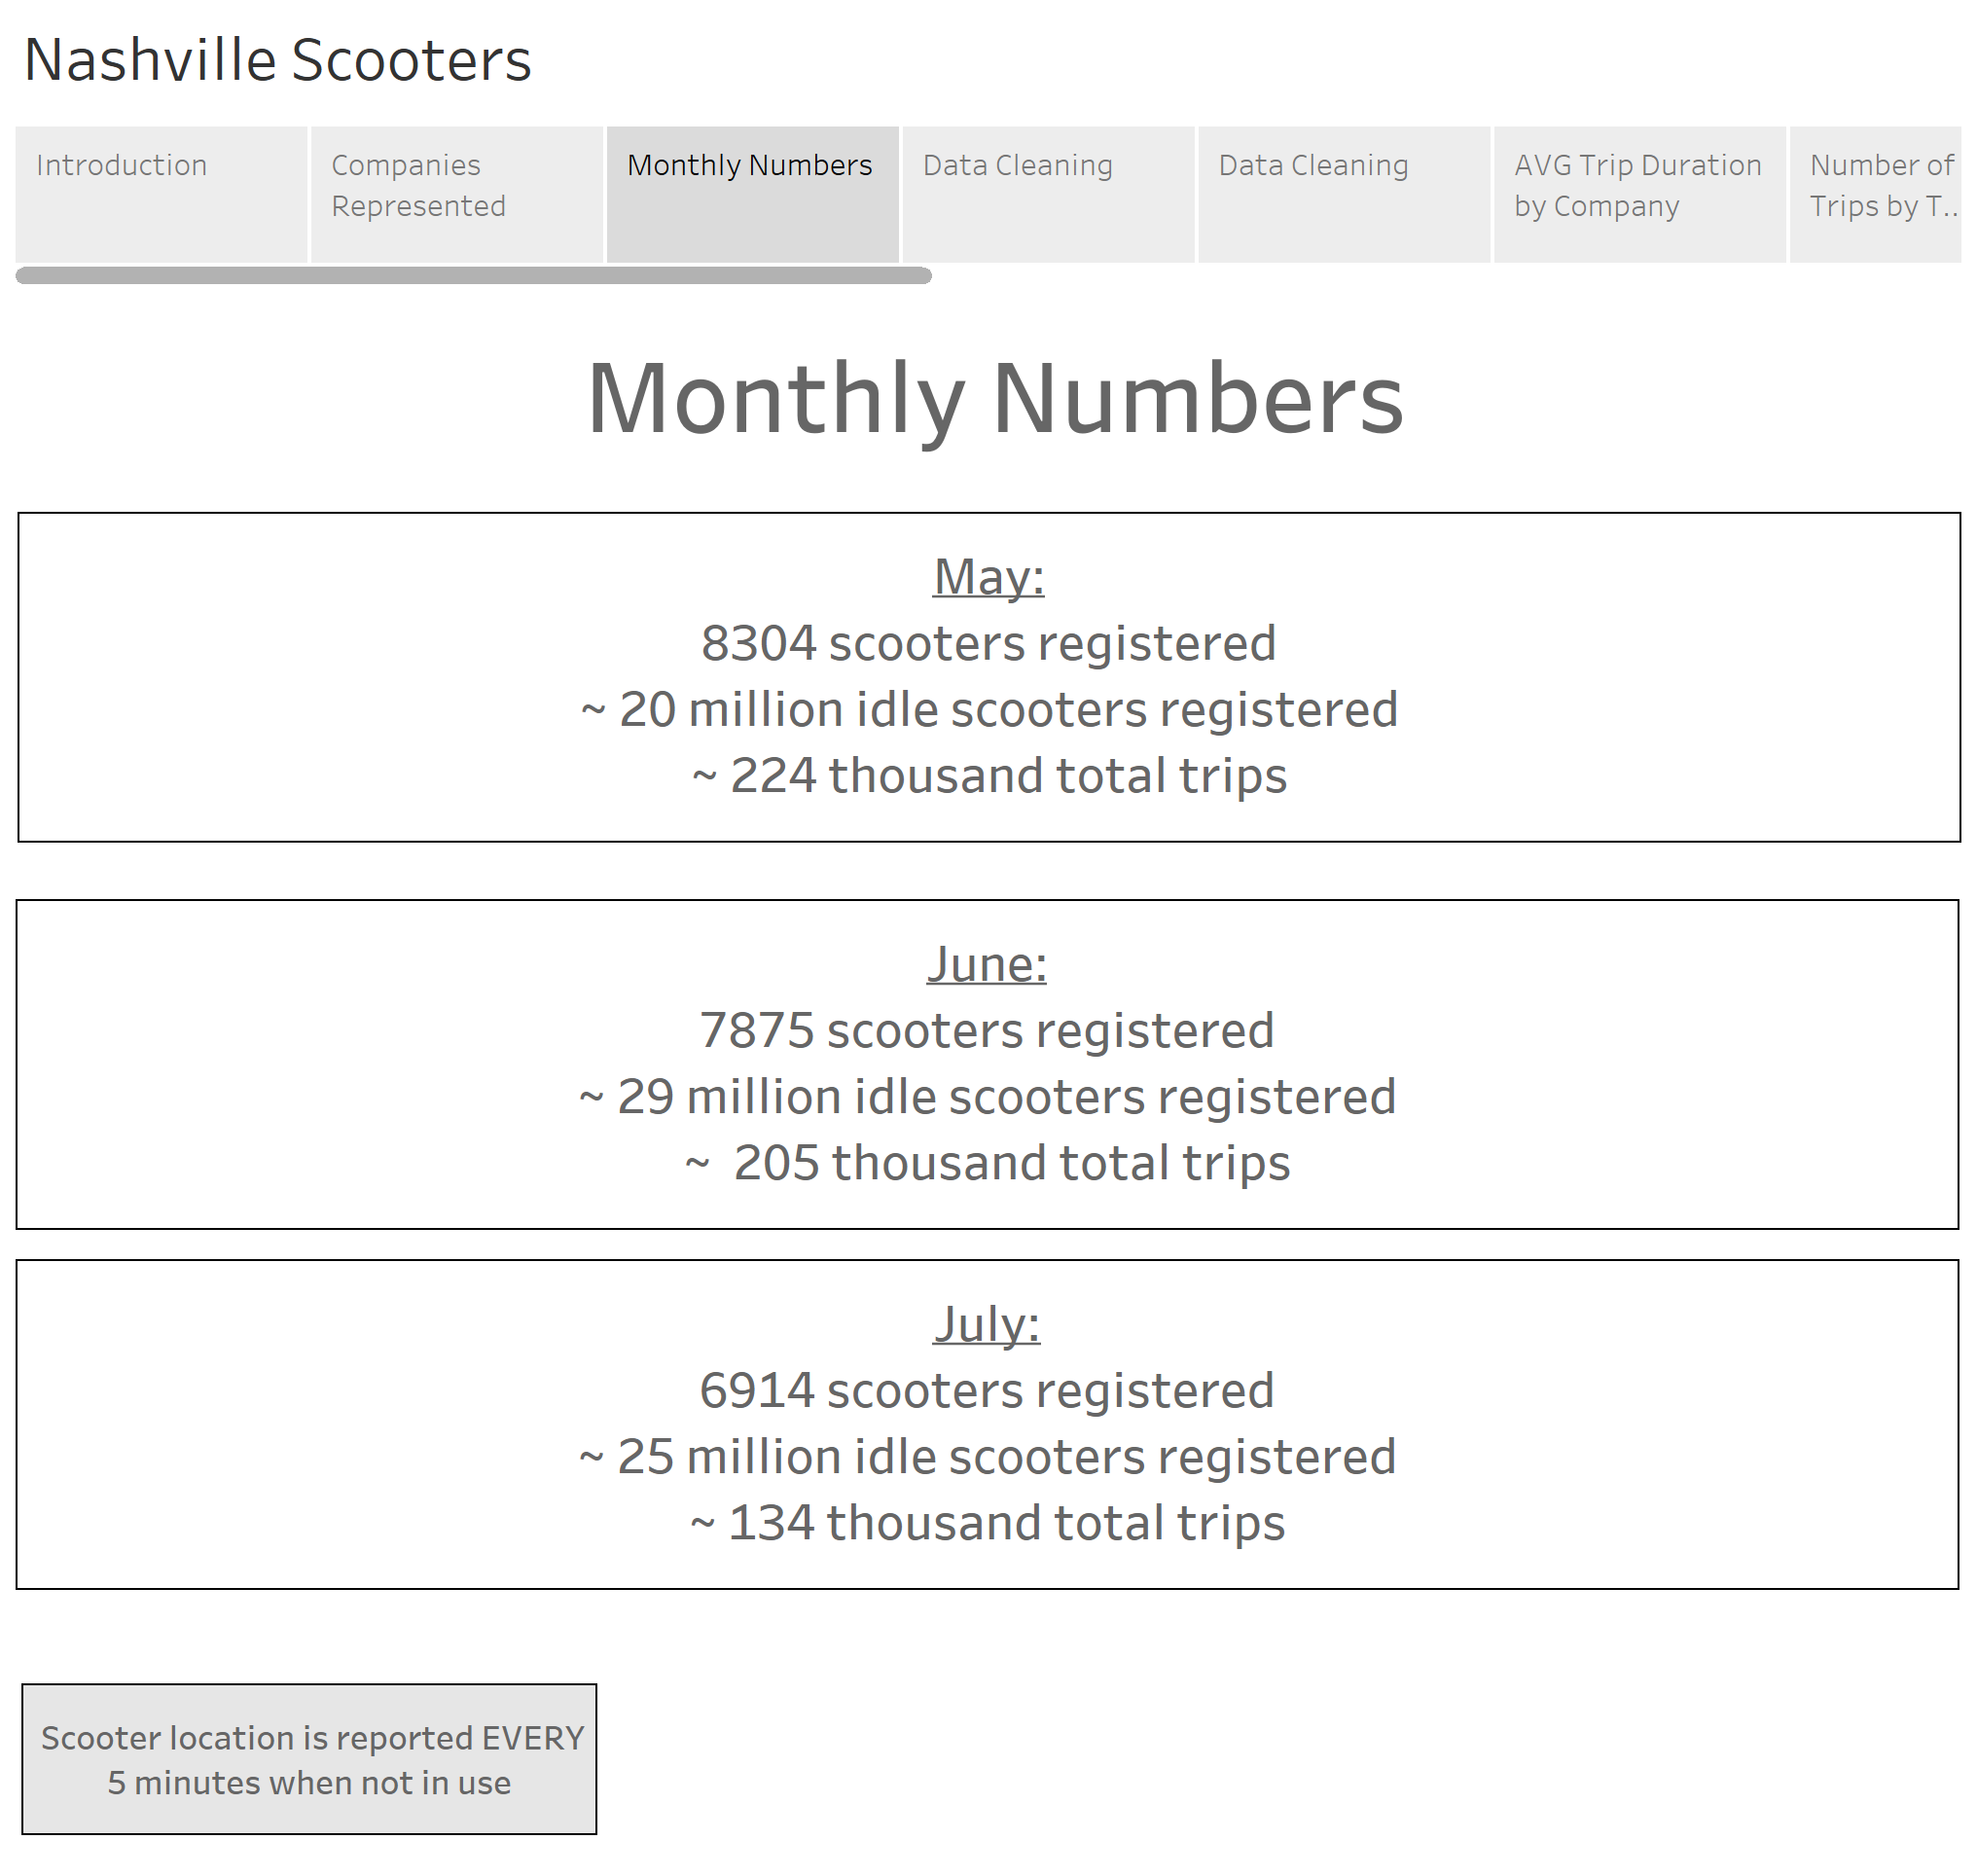 Nashville Scooters
Introduction
Companies
Represented
Monthly Numbers
Data Cleaning
Data Cleaning
AVG Trip Duration
by Company
Number of
Trips by T..
Monthly Numbers
May:
8304 scooters registered
~ 20 million idle scooters registered
~ 224 thousand total trips
June:
7875 scooters registered
~ 29 million idle scooters registered
~  205 thousand total trips
July:
6914 scooters registered
~ 25 million idle scooters registered
~ 134 thousand total trips
Scooter location is reported EVERY
5 minutes when not in use